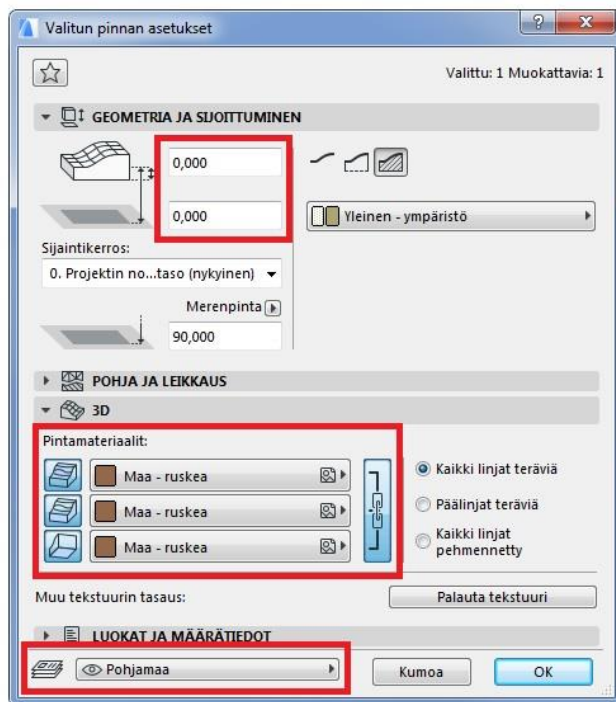 Valitun pinnan asetukset
Valittu: 1 Muokattavia: 1
GEOMETRIA JA SIJOITTUMINEN
0,000
0,000
Yleinen - ympäristö
Sijaintikerros:
0. Projektin no...taso (nykyinen)
Merenpinta
90,000
POHJA JA LEIKKAUS
3D
Pintamateriaalit:
Maa - ruskea
Maa - ruskea
Maa - ruskea
Kaikki linjat teräviä
Päälinjat teräviä
Kaikki linjat
pehmennetty
Muu tekstuurin tasaus:
Palauta tekstuuri
LUOKAT JA MÄÄRÄTIEDOT
Pohjamaa
Kumoa
OK